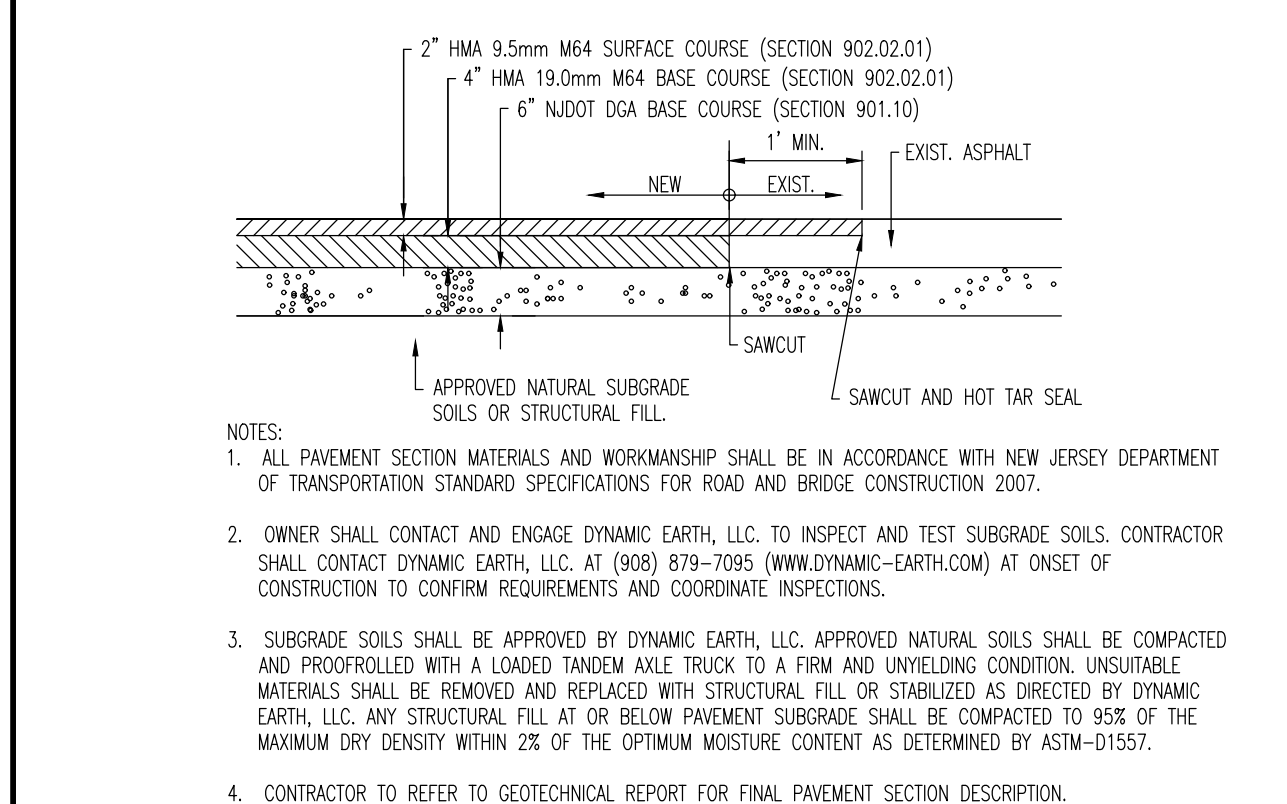 2" HMA 9.5mm M64 SURFACE COURSE (SECTION 902.02.01)
4" HMA 19.0mm M64 BASE COURSE (SECTION 902.02.01)
6" NJDOT DGA BASE COURSE (SECTION 901.10)
1' MIN.
EXIST. ASPHALT
NEW
EXIST.
SAWCUT
APPROVED NATURAL SUBGRADE
SOILS OR STRUCTURAL FILL.
SAWCUT AND HOT TAR SEAL
NOTES:
1. ALL PAVEMENT SECTION MATERIALS AND WORKMANSHIP SHALL BE IN ACCORDANCE WITH NEW JERSEY DEPARTMENT
OF TRANSPORTATION STANDARD SPECIFICATIONS FOR ROAD AND BRIDGE CONSTRUCTION 2007.
2. OWNER SHALL CONTACT AND ENGAGE DYNAMIC EARTH, LLC. TO INSPECT AND TEST SUBGRADE SOILS. CONTRACTOR
SHALL CONTACT DYNAMIC EARTH, LLC. AT (908) 879-7095 (WWW.DYNAMIC-EARTH.COM) AT ONSET OF
CONSTRUCTION TO CONFIRM REQUIREMENTS AND COORDINATE INSPECTIONS.
3. SUBGRADE SOILS SHALL BE APPROVED BY DYNAMIC EARTH, LLC. APPROVED NATURAL SOILS SHALL BE COMPACTED
AND PROOFROLLED WITH A LOADED TANDEM AXLE TRUCK TO A FIRM AND UNYIELDING CONDITION. UNSUITABLE
MATERIALS SHALL BE REMOVED AND REPLACED WITH STRUCTURAL FILL OR STABILIZED AS DIRECTED BY DYNAMIC
EARTH, LLC. ANY STRUCTURAL FILL AT OR BELOW PAVEMENT SUBGRADE SHALL BE COMPACTED TO 95% OF THE
MAXIMUM DRY DENSITY WITHIN 2% OF THE OPTIMUM MOISTURE CONTENT AS DETERMINED BY ASTM-D1557.
4. CONTRACTOR TO REFER TO GEOTECHNICAL REPORT FOR FINAL PAVEMENT SECTION DESCRIPTION.